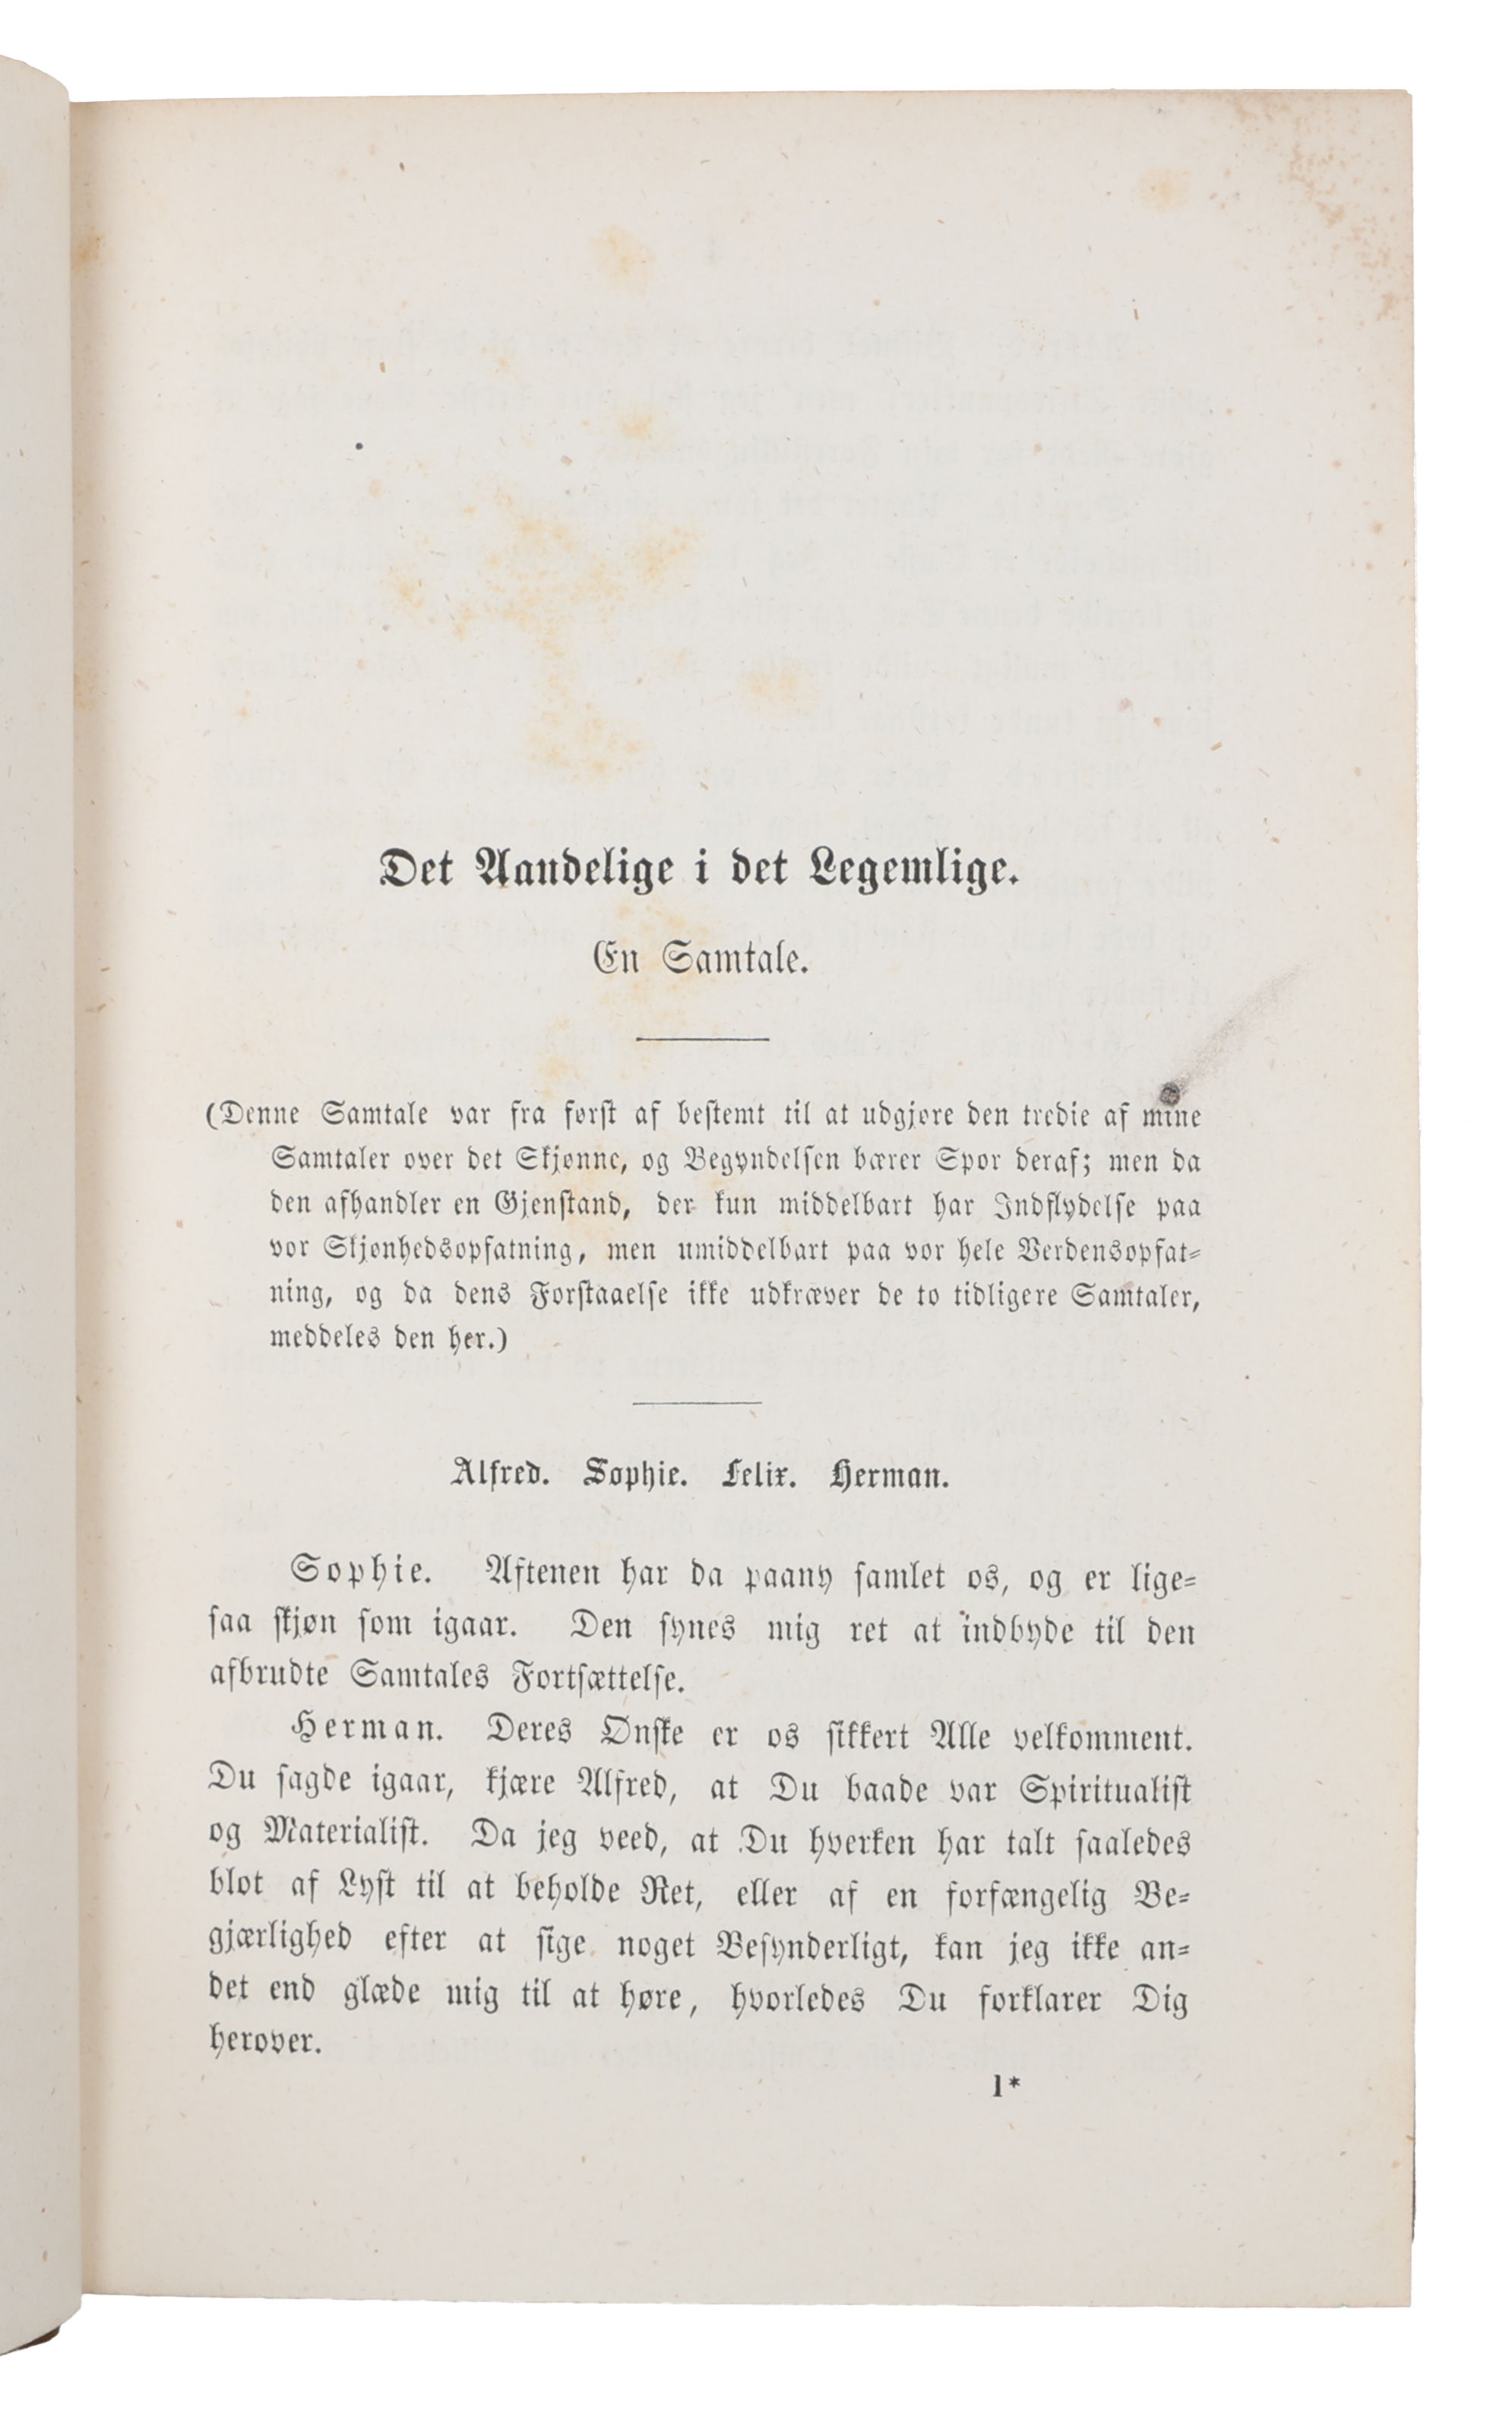 Det Aandelige i det Legemlige.
En Samtale.
(Denne Samtale var fra først af bestemt til at udgjøre den tredie af mine
Samtaler over det Skjønne, og Begyndelsen bærer Spor deraf; men da
den afhandler en Gjenstand, der kun middelbart har Indflydelse paa
vor Skjønhedsopfatning, men umiddelbart paa vor hele Verdensopfat-
ning, og da dens Forstaaelse ikke udkræver de to tidligere Samtaler,
meddeles den her.)
Alfred. Sophie. Felix. Herman.
Sophie. Aftenen har da paany samlet os, og er lige-
saa skjøn som igaar. Den synes mig ret at indbyde til den
afbrudte Samtales Fortsættelse.
Herman. Deres Ønske er os sikkert Alle velkomment.
Du sagde igaar, kjære Alfred, at Du baade var Spiritualist
og Materialist. Da jeg veed, at Du hverken har talt saaledes
blot af Lyst til at beholde Ret, eller af en forfængelig Be-
gjærlighed efter at sige noget Besynderligt, kan jeg ikke an-
det end glæde mig til at høre, hvorledes Du forklarer Dig
herover.
1*